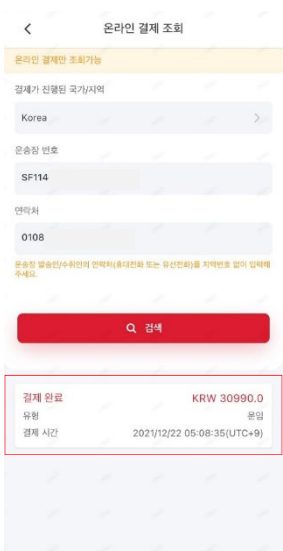 온라인 결제 조회
온라인 결제만 조회가능
결제가 진행된 국가/지역
Korea
운송장 번호
SF114
연락처
0108
운송장 발송인/수취인의 연락처(휴대전화 또는 유선전화)를 지역번호 없이 입력해
주세요.
검색
결제 완료 KRW 30990.0
유형 운임
결제 시간 2021/12/22 05:08:35(UTC+9)